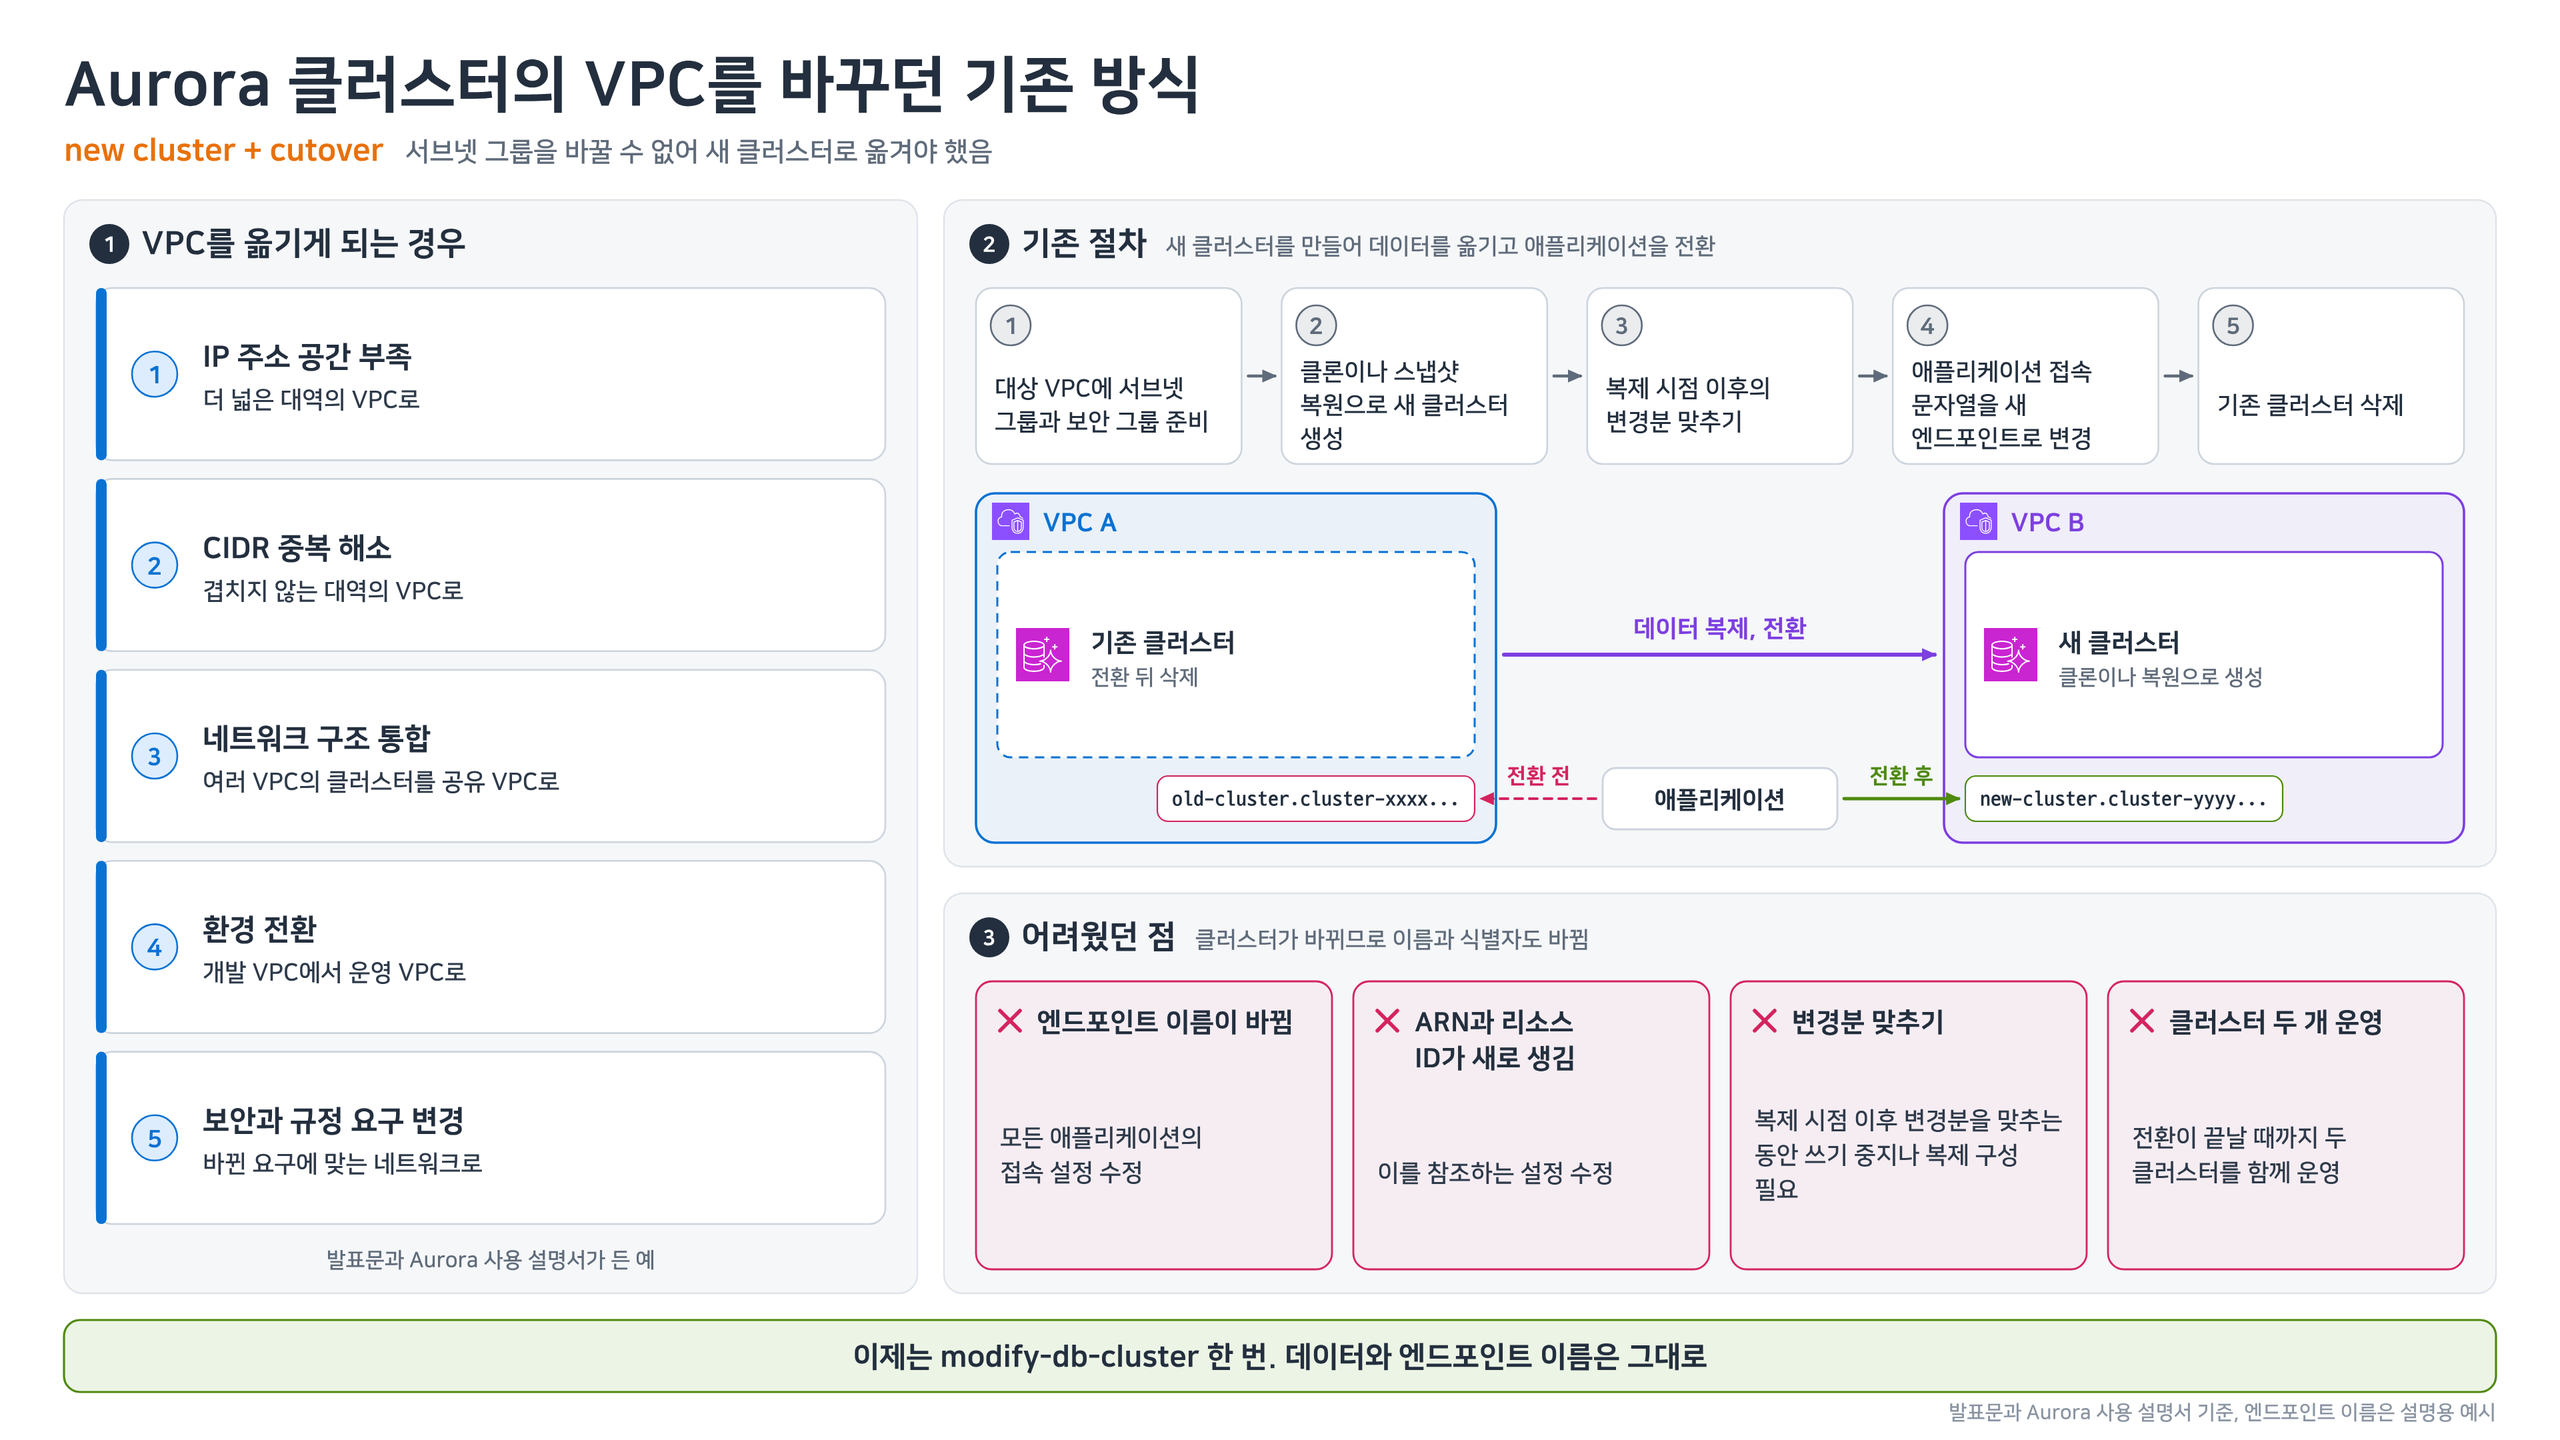 Aurora 클러스터의 VPC를 바꾸던 기존 방식
new cluster + cutover 서브넷 그룹을 바꿀 수 없어 새 클러스터로 옮겨야 했음
1 VPC를 옮기게 되는 경우
1
IP 주소 공간 부족
더 넓은 대역의 VPC로
2
CIDR 중복 해소
겹치지 않는 대역의 VPC로
3
네트워크 구조 통합
여러 VPC의 클러스터를 공유 VPC로
4
환경 전환
개발 VPC에서 운영 VPC로
5
보안과 규정 요구 변경
바뀐 요구에 맞는 네트워크로
발표문과 Aurora 사용 설명서가 든 예
2 기존 절차 새 클러스터를 만들어 데이터를 옮기고 애플리케이션을 전환
1
대상 VPC에 서브넷
그룹과 보안 그룹 준비
2
클론이나 스냅샷
복원으로 새 클러스터
생성
3
복제 시점 이후의
변경분 맞추기
4
애플리케이션 접속
문자열을 새
엔드포인트로 변경
5
기존 클러스터 삭제
VPC A
기존 클러스터
전환 뒤 삭제
old-cluster.cluster-xxxx...
데이터 복제, 전환
전환 전
애플리케이션
전환 후
VPC B
새 클러스터
클론이나 복원으로 생성
new-cluster.cluster-yyyy...
3 어려웠던 점 클러스터가 바뀌므로 이름과 식별자도 바뀜
엔드포인트 이름이 바뀜
모든 애플리케이션의
접속 설정 수정
ARN과 리소스
ID가 새로 생김
이를 참조하는 설정 수정
변경분 맞추기
복제 시점 이후 변경분을 맞추는
동안 쓰기 중지나 복제 구성
필요
클러스터 두 개 운영
전환이 끝날 때까지 두
클러스터를 함께 운영
이제는 modify-db-cluster 한 번. 데이터와 엔드포인트 이름은 그대로
발표문과 Aurora 사용 설명서 기준, 엔드포인트 이름은 설명용 예시